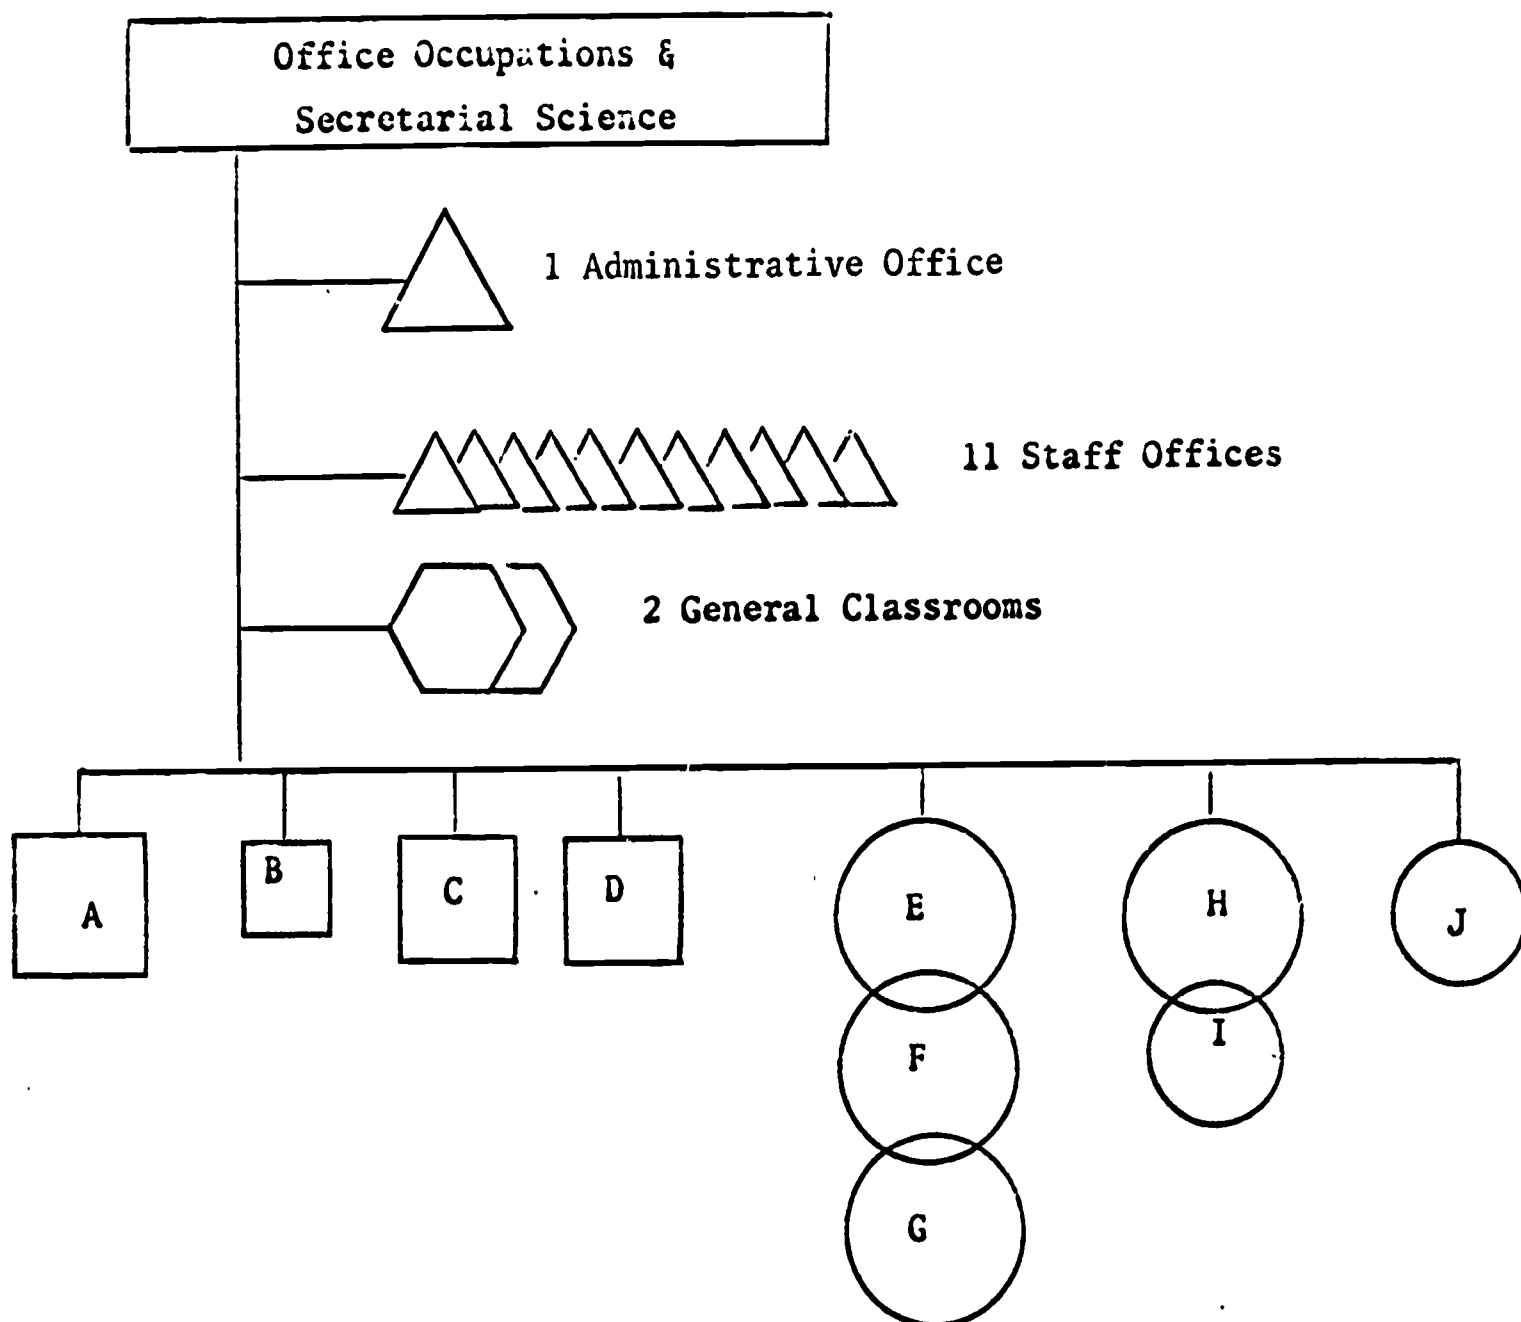 Office Occupations &
Secretarial Science
1 Administrative Office
11 Staff Offices
2 General Classrooms
A
B
C
D
E
H
J
F
I
G